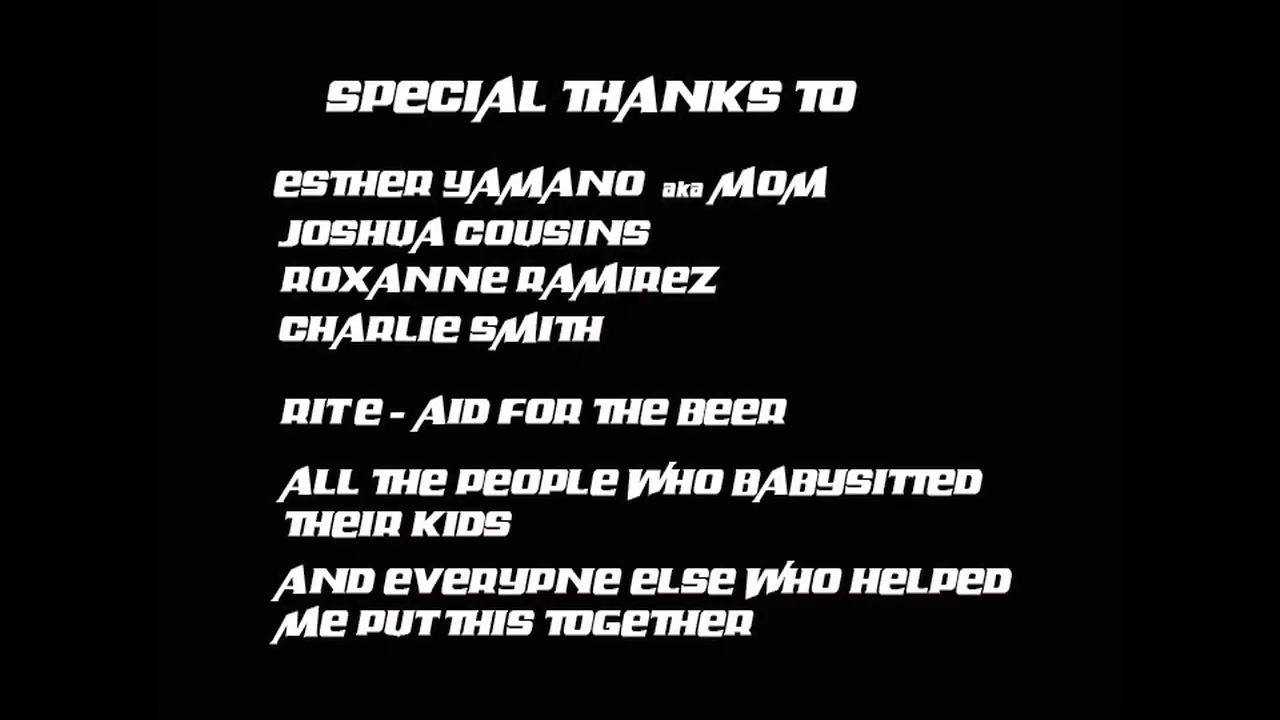 SPECIAL THANKS TO
ESTHER YAMANO aka MOM
JOSHUA COUSINS
ROXANNE RAMIREZ
CHARLIE SMITH
RITE - AID FOR THE BEER
ALL THE PEOPLE WHO BABYSITTED
THEIR KIDS
AND EVERYPNE ELSE WHO HELPED
ME PUT THIS TOGETHER